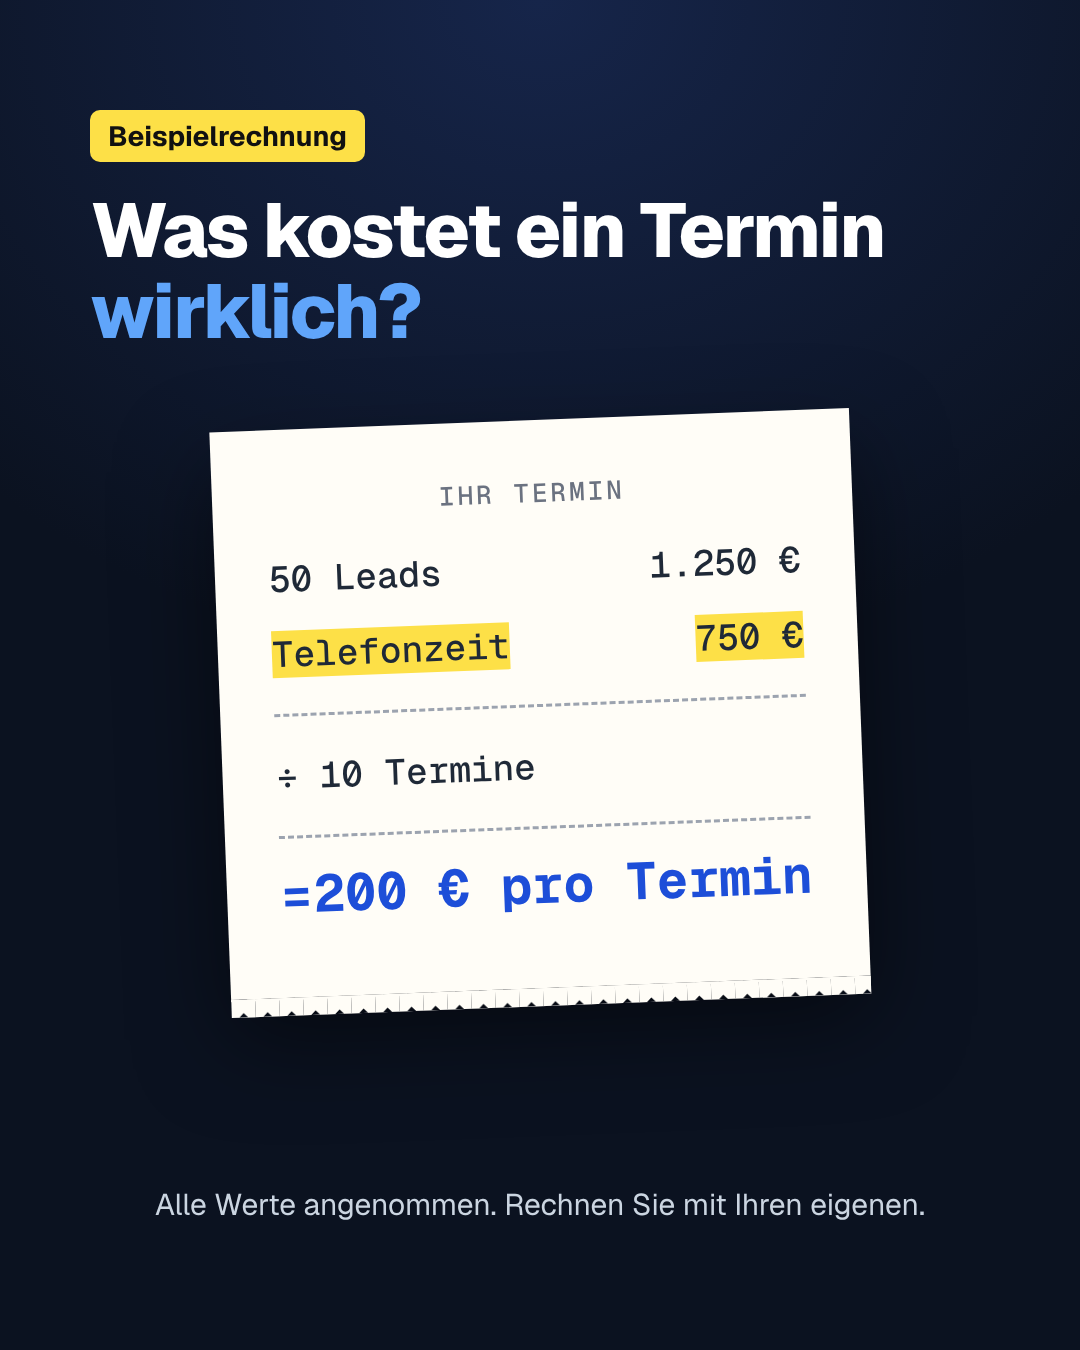 Beispielrechnung
Was kostet ein Termin
wirklich?
IHR TERMIN
50 Leads 1.250 €
Telefonzeit 750 €
÷ 10 Termine
=200 € pro Termin
Alle Werte angenommen. Rechnen Sie mit Ihren eigenen.